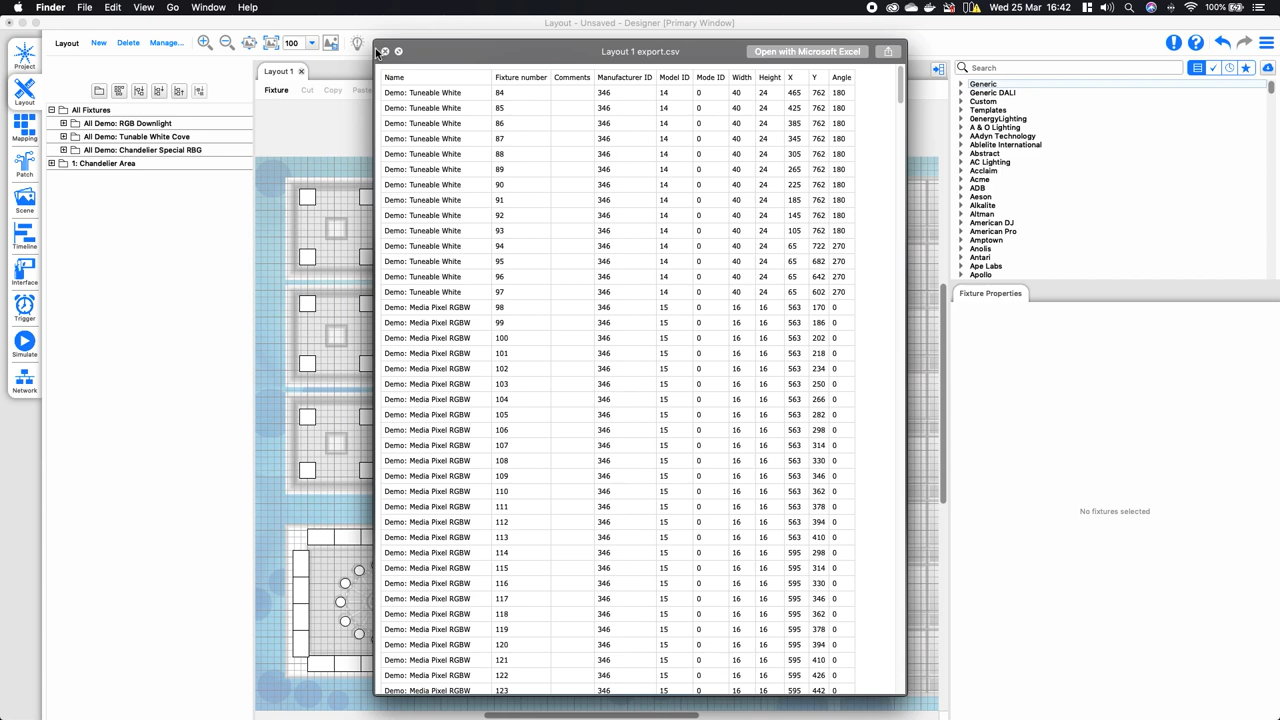 Finder File Edit View Go Window Help
100% Wed 25 Mar 16:42
Layout - Unsaved - Designer [Primary Window]
Layout New Delete Manage... 100
Layout 1 export.csv Open with Microsoft Excel
Project
Layout
Mapping
Patch
Scene
Timeline
Interface
Trigger
Simulate
Network
All Fixtures
All Demo: RGB Downlight
All Demo: Tunable White Cove
All Demo: Chandelier Special RBG
1: Chandelier Area
Layout 1
Fixture Cut Copy Paste
Name Fixture number Comments Manufacturer ID Model ID Mode ID Width Height X Y Angle
Demo: Tuneable White 84 346 14 0 40 24 465 762 180
Demo: Tuneable White 85 346 14 0 40 24 425 762 180
Demo: Tuneable White 86 346 14 0 40 24 385 762 180
Demo: Tuneable White 87 346 14 0 40 24 345 762 180
Demo: Tuneable White 88 346 14 0 40 24 305 762 180
Demo: Tuneable White 89 346 14 0 40 24 265 762 180
Demo: Tuneable White 90 346 14 0 40 24 225 762 180
Demo: Tuneable White 91 346 14 0 40 24 185 762 180
Demo: Tuneable White 92 346 14 0 40 24 145 762 180
Demo: Tuneable White 93 346 14 0 40 24 105 762 180
Demo: Tuneable White 94 346 14 0 40 24 65 722 270
Demo: Tuneable White 95 346 14 0 40 24 65 682 270
Demo: Tuneable White 96 346 14 0 40 24 65 642 270
Demo: Tuneable White 97 346 14 0 40 24 65 602 270
Demo: Media Pixel RGBW 98 346 15 0 16 16 563 170 0
Demo: Media Pixel RGBW 99 346 15 0 16 16 563 186 0
Demo: Media Pixel RGBW 100 346 15 0 16 16 563 202 0
Demo: Media Pixel RGBW 101 346 15 0 16 16 563 218 0
Demo: Media Pixel RGBW 102 346 15 0 16 16 563 234 0
Demo: Media Pixel RGBW 103 346 15 0 16 16 563 250 0
Demo: Media Pixel RGBW 104 346 15 0 16 16 563 266 0
Demo: Media Pixel RGBW 105 346 15 0 16 16 563 282 0
Demo: Media Pixel RGBW 106 346 15 0 16 16 563 298 0
Demo: Media Pixel RGBW 107 346 15 0 16 16 563 314 0
Demo: Media Pixel RGBW 108 346 15 0 16 16 563 330 0
Demo: Media Pixel RGBW 109 346 15 0 16 16 563 346 0
Demo: Media Pixel RGBW 110 346 15 0 16 16 563 362 0
Demo: Media Pixel RGBW 111 346 15 0 16 16 563 378 0
Demo: Media Pixel RGBW 112 346 15 0 16 16 563 394 0
Demo: Media Pixel RGBW 113 346 15 0 16 16 563 410 0
Demo: Media Pixel RGBW 114 346 15 0 16 16 595 298 0
Demo: Media Pixel RGBW 115 346 15 0 16 16 595 314 0
Demo: Media Pixel RGBW 116 346 15 0 16 16 595 330 0
Demo: Media Pixel RGBW 117 346 15 0 16 16 595 346 0
Demo: Media Pixel RGBW 118 346 15 0 16 16 595 362 0
Demo: Media Pixel RGBW 119 346 15 0 16 16 595 378 0
Demo: Media Pixel RGBW 120 346 15 0 16 16 595 394 0
Demo: Media Pixel RGBW 121 346 15 0 16 16 595 410 0
Demo: Media Pixel RGBW 122 346 15 0 16 16 595 426 0
Demo: Media Pixel RGBW 123 346 15 0 16 16 595 442 0
Search
Generic
Generic DALI
Custom
Templates
0energyLighting
A & O Lighting
AAdyn Technology
Ablelite International
Abstract
AC Lighting
Acclaim
Acme
ADB
Aeson
Alkalite
Altman
American DJ
American Pro
Amptown
Anolis
Antari
Ape Labs
Apollo
Fixture Properties
No fixtures selected